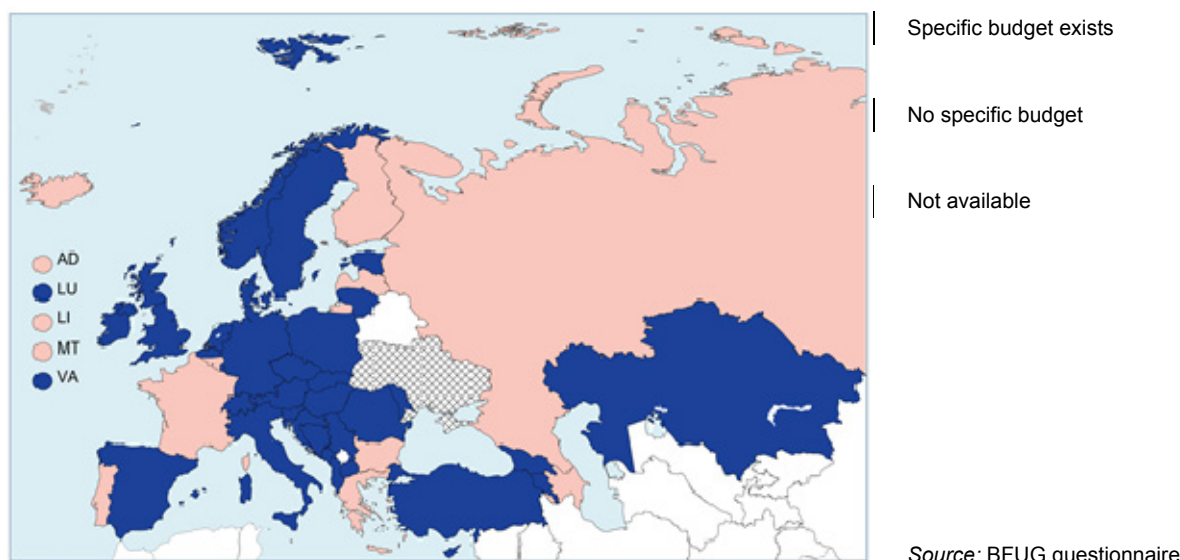 Specific budget exists
No specific budget
Not available
AD
LU
LI
MT
VA
Source: BFUG questionnaire